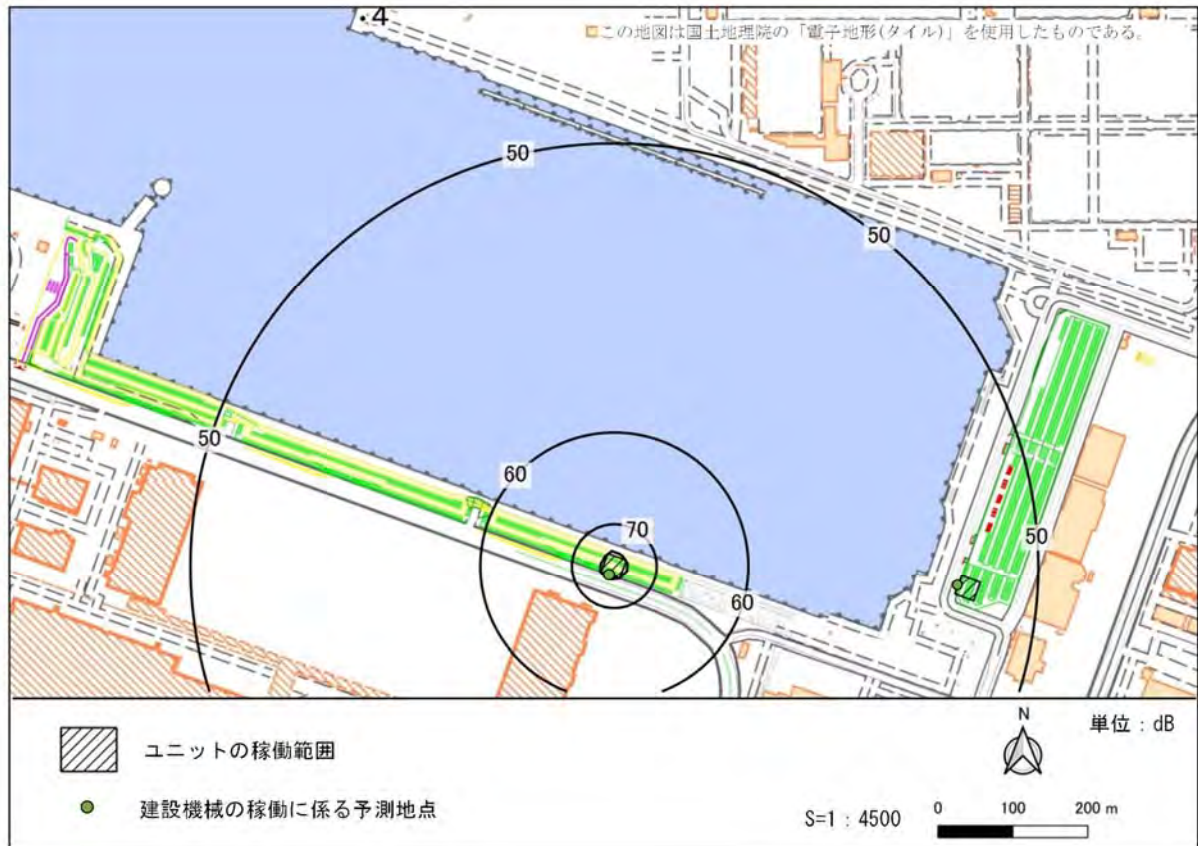 4
この地図は国土地理院の「電子地形(タイル)」を使用したものである。
50
50
50
60
70
50
60
ユニットの稼働範囲
建設機械の稼働に係る予測地点
N
単位:dB
S=1:4500
0 100 200 m